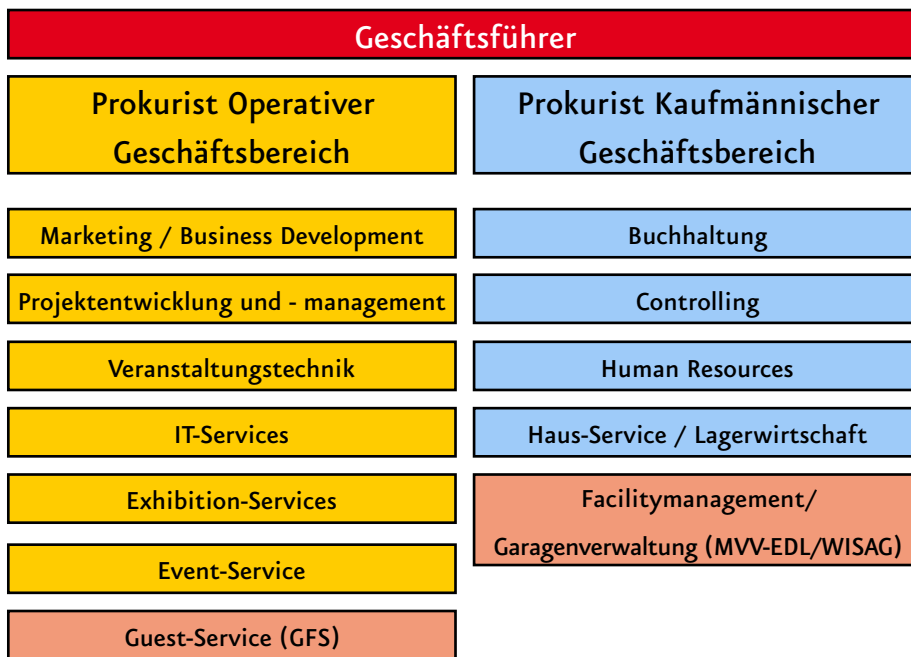 Geschäftsführer
Prokurist Operativer
Geschäftsbereich
Marketing / Business Development
Projektentwicklung und - management
Veranstaltungstechnik
IT-Services
Exhibition-Services
Event-Service
Guest-Service (GFS)
Prokurist Kaufmännischer
Geschäftsbereich
Buchhaltung
Controlling
Human Resources
Haus-Service / Lagerwirtschaft
Facilitymanagement/
Garagenverwaltung (MVV-EDL/WISAG)